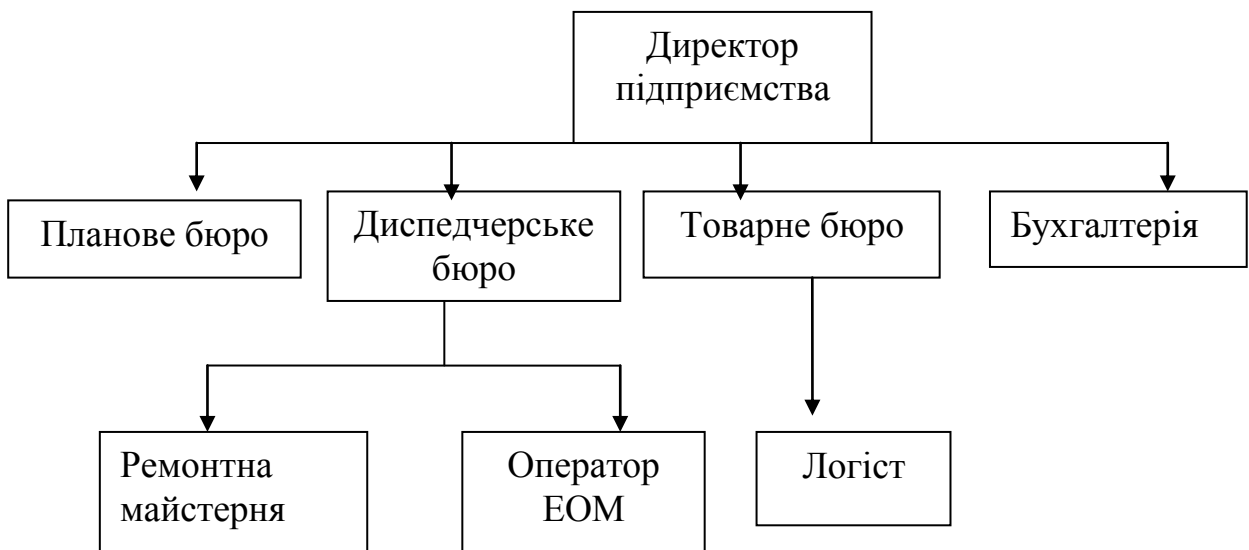 Директор
підприємства
Планове бюро
Диспедчерське
бюро
Товарне бюро
Бухгалтерія
Ремонтна
майстерня
Оператор
ЕОМ
Логіст